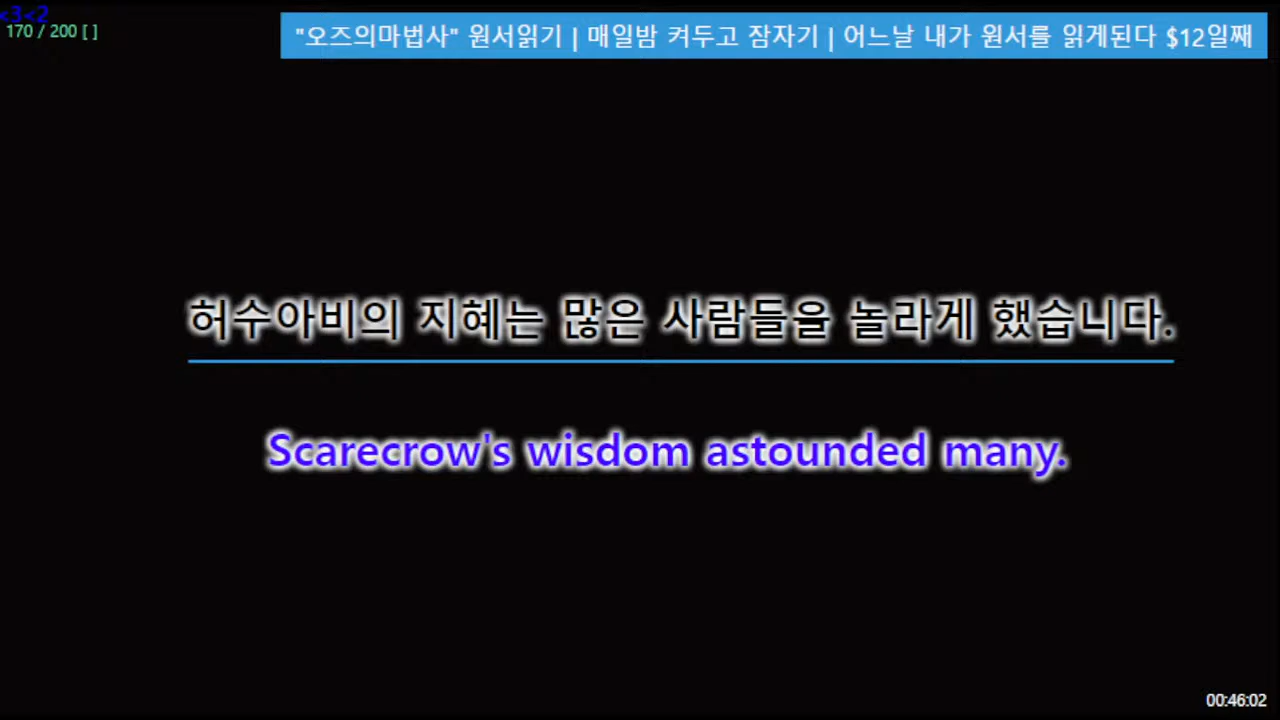 <3<2
170 / 200 [ ]
"오즈의마법사" 원서읽기 | 매일밤 켜두고 잠자기 | 어느날 내가 원서를 읽게된다 $12일째
허수아비의 지혜는 많은 사람들을 놀라게 했습니다.
Scarecrow's wisdom astounded many.
00:46:02